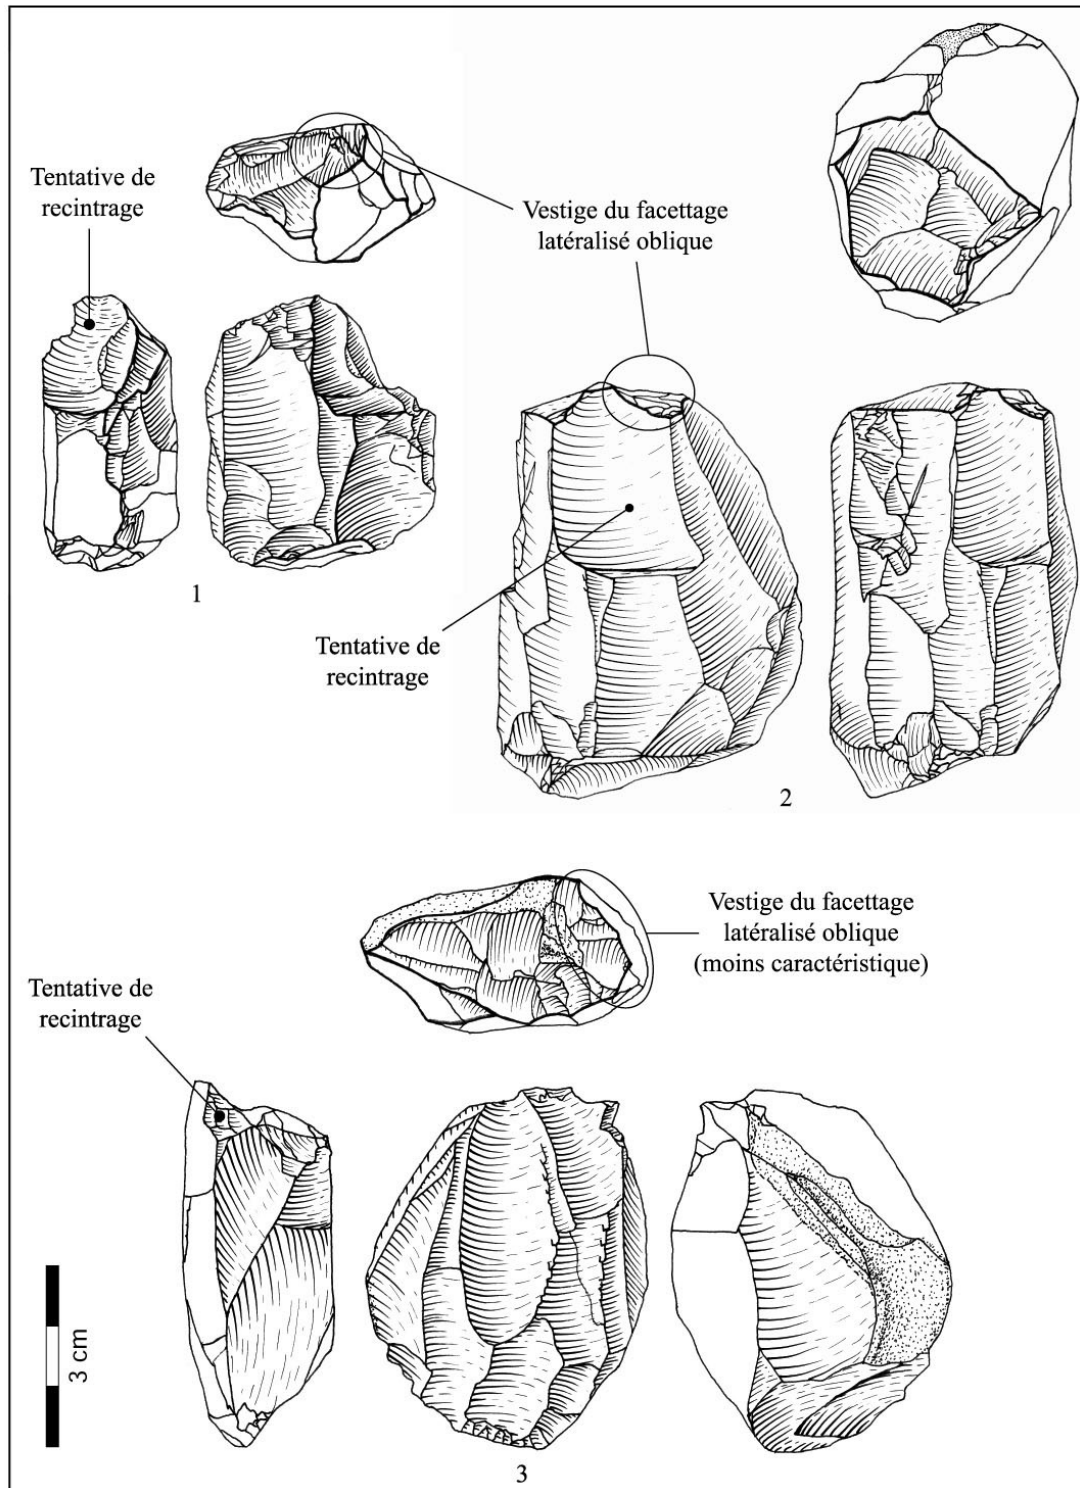 Tentative de
recintrage
Vestige du facettage
latéralisé oblique
1
Tentative de
recintrage
2
Vestige du facettage
latéralisé oblique
(moins caractéristique)
Tentative de
recintrage
3 cm
3